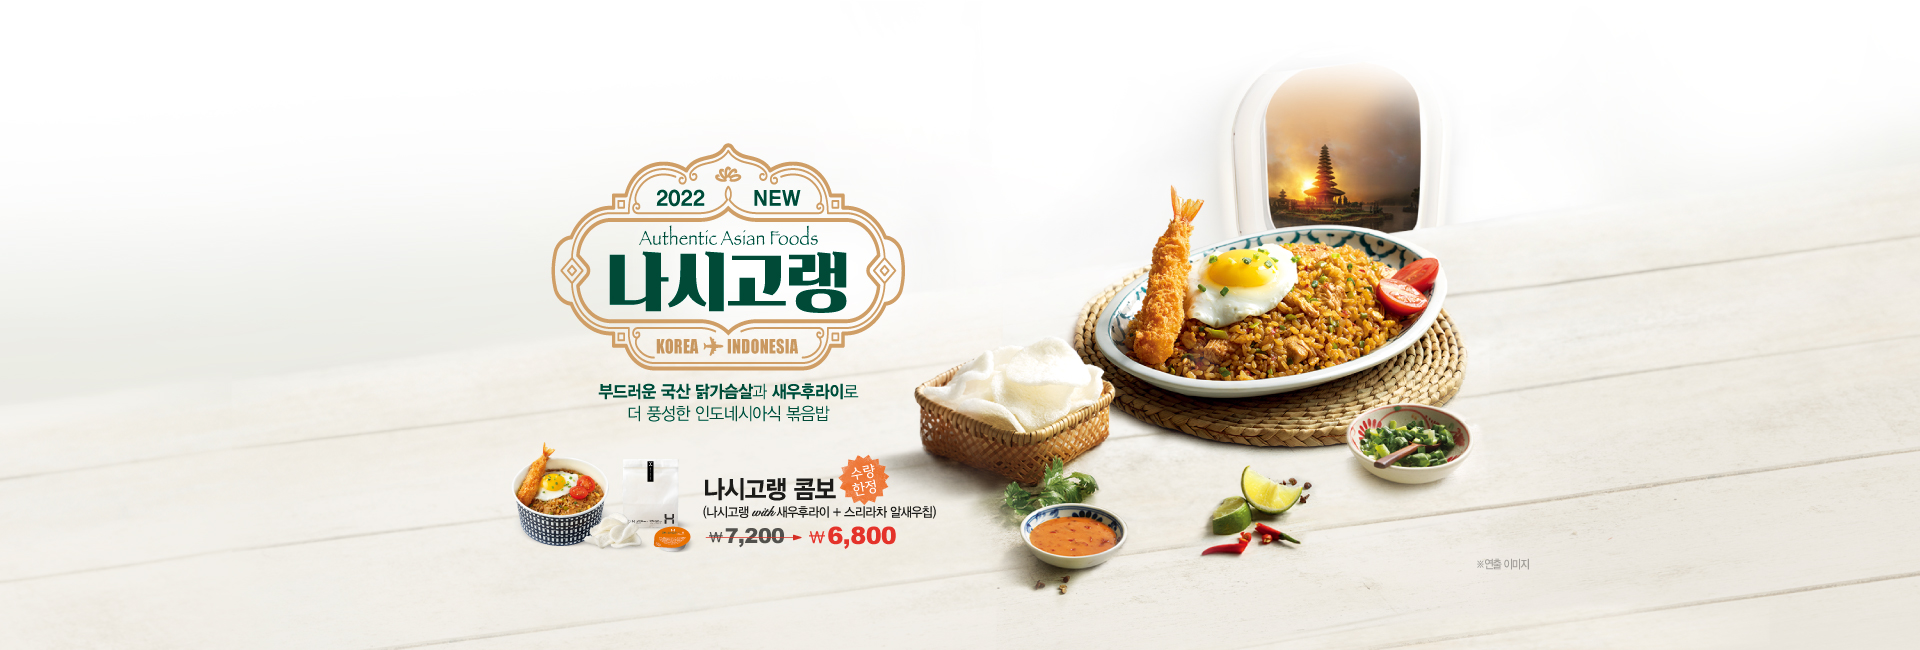 2022 NEW
Authentic Asian Foods
나시고랭
KOREA INDONESIA
부드러운 국산 닭가슴살과 새우후라이로
더 풍성한 인도네시아식 볶음밥
수량
한정
나시고랭 콤보
(나시고랭 with 새우후라이 + 스리라차 알새우칩)
₩7,200 ► ₩6,800
H
※연출 이미지